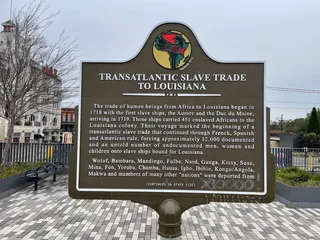 TRANSATLANTIC SLAVE TRADE
TO LOUISIANA
The trade of human beings from Africa to Louisiana began in
1718 with the first slave ships, the Aurore and the Duc du Maine,
arriving in 1719. Those ships carried 451 enslaved Africans to the
Louisiana colony. Their voyage marked the beginning of a
transatlantic slave trade that continued through French, Spanish
and American rule, forcing approximately 12,000 documented
and an untold number of undocumented men, women and
children onto slave ships bound for Louisiana.
Wolof, Bambara, Mandingo, Fulbe, Nard, Ganga, Kissy, Susu,
Mina, Fon, Yoruba, Chamba, Hausa, Igbo, Ibibio, Kongo/Angola,
Makwa and members of many other "nations" were deported from
(CONTINUED ON OTHER SIDE)